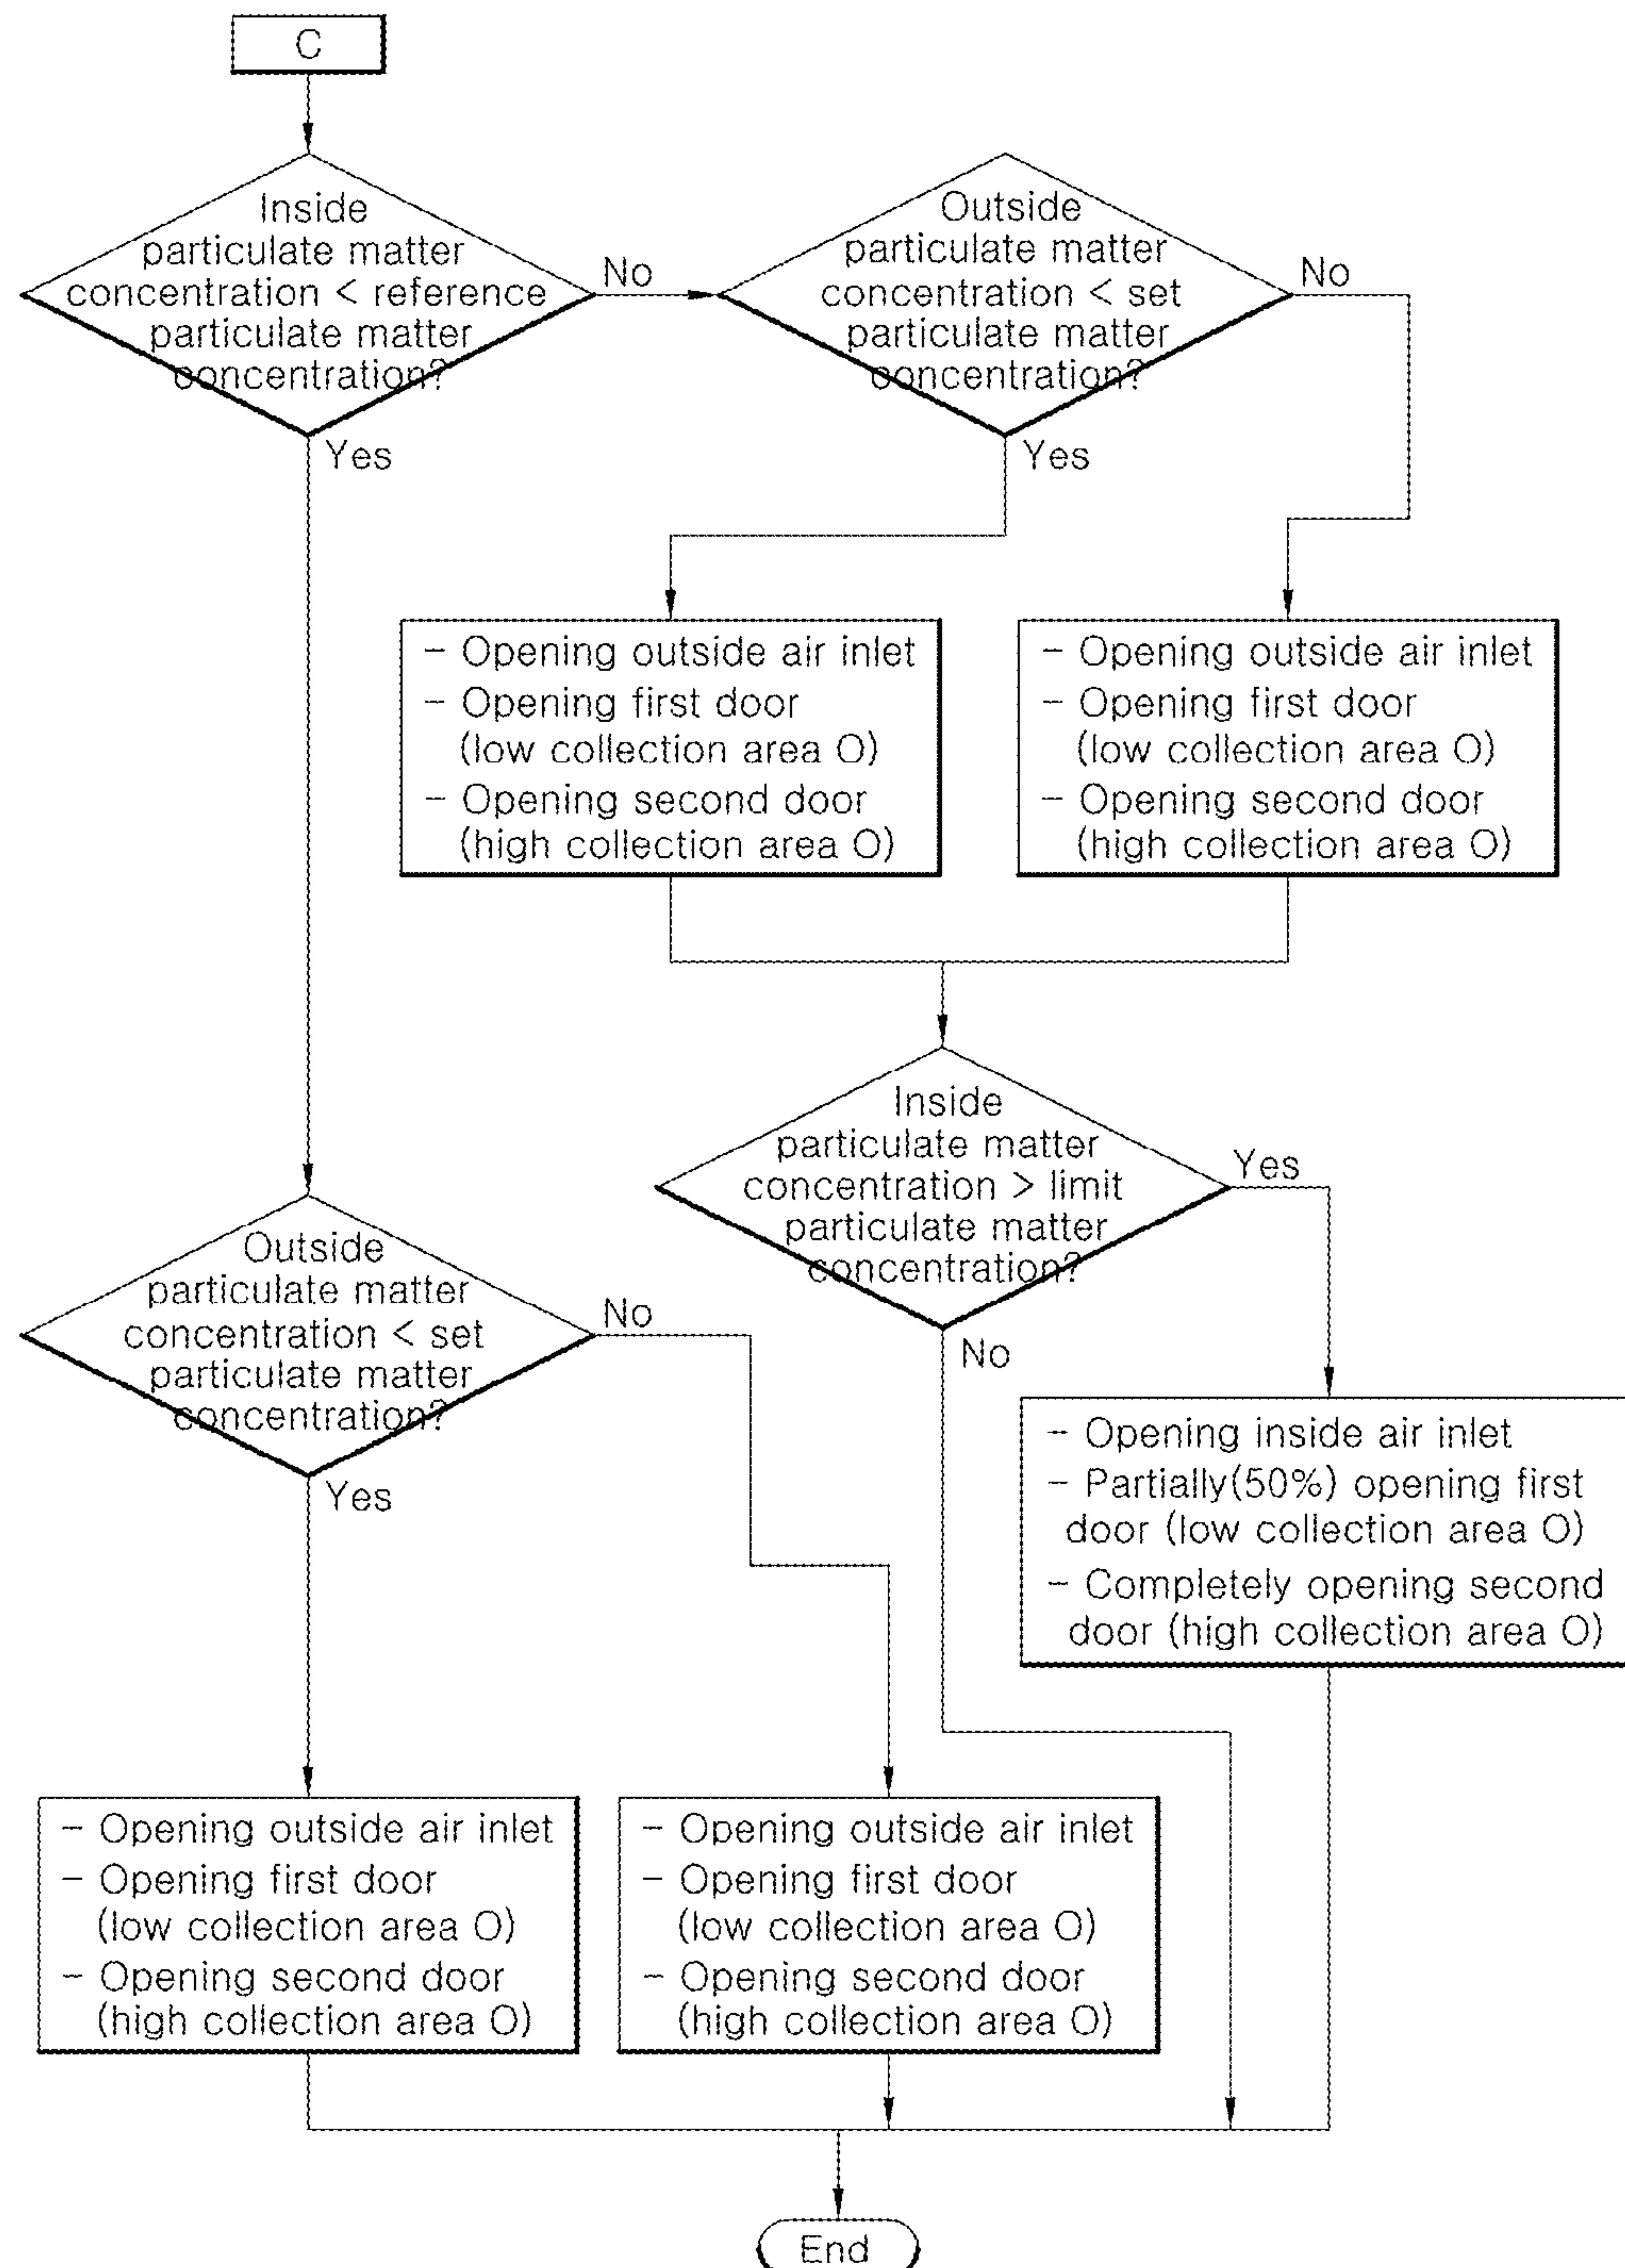 C
Inside
particulate matter
concentration < reference
particulate matter
concentration?
No
Yes
Outside
particulate matter
concentration < set
particulate matter
concentration?
No
Yes
- Opening outside air inlet
- Opening first door
(low collection area O)
- Opening second door
(high collection area O)
- Opening outside air inlet
- Opening first door
(low collection area O)
- Opening second door
(high collection area O)
Inside
particulate matter
concentration > limit
particulate matter
concentration?
Yes
No
Outside
particulate matter
concentration < set
particulate matter
concentration?
No
Yes
- Opening inside air inlet
- Partially(50%) opening first
door (low collection area O)
- Completely opening second
door (high collection area O)
- Opening outside air inlet
- Opening first door
(low collection area O)
- Opening second door
(high collection area O)
- Opening outside air inlet
- Opening first door
(low collection area O)
- Opening second door
(high collection area O)
End